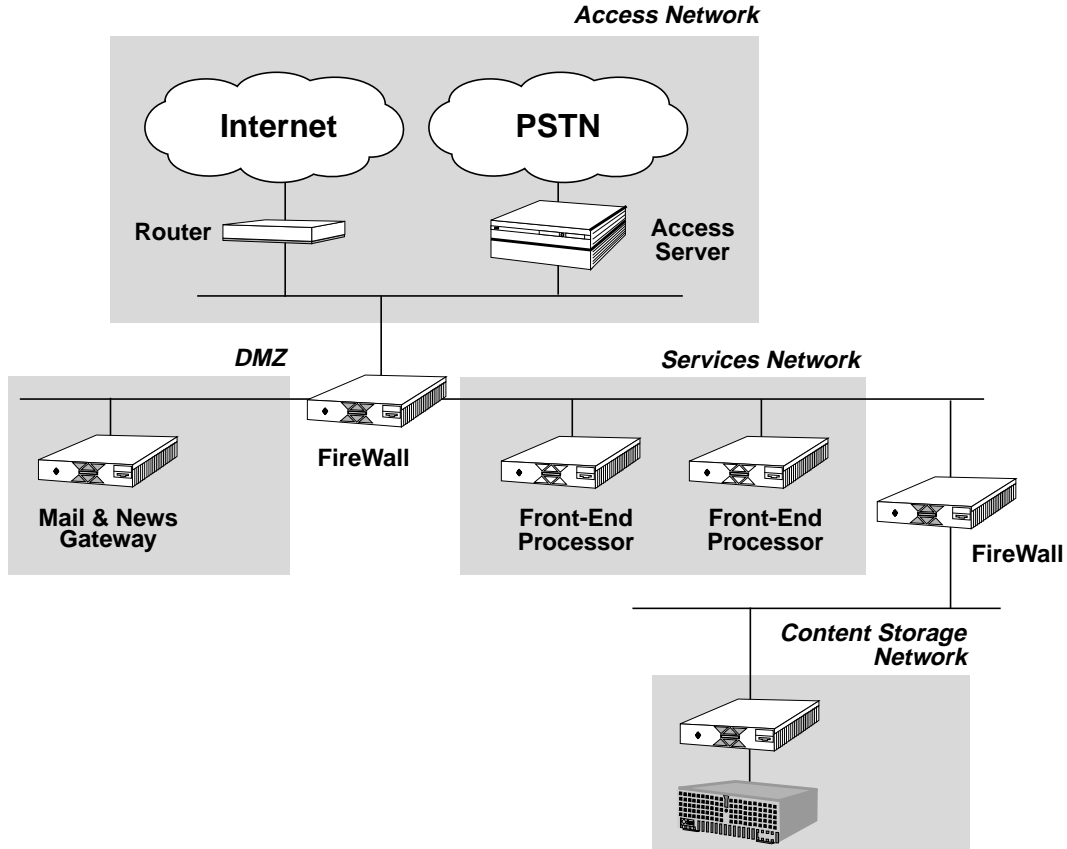 Access Network
Internet
PSTN
Router
Access
Server
DMZ
Services Network
FireWall
Mail & News
Gateway
Front-End
Processor
Front-End
Processor
FireWall
Content Storage
Network